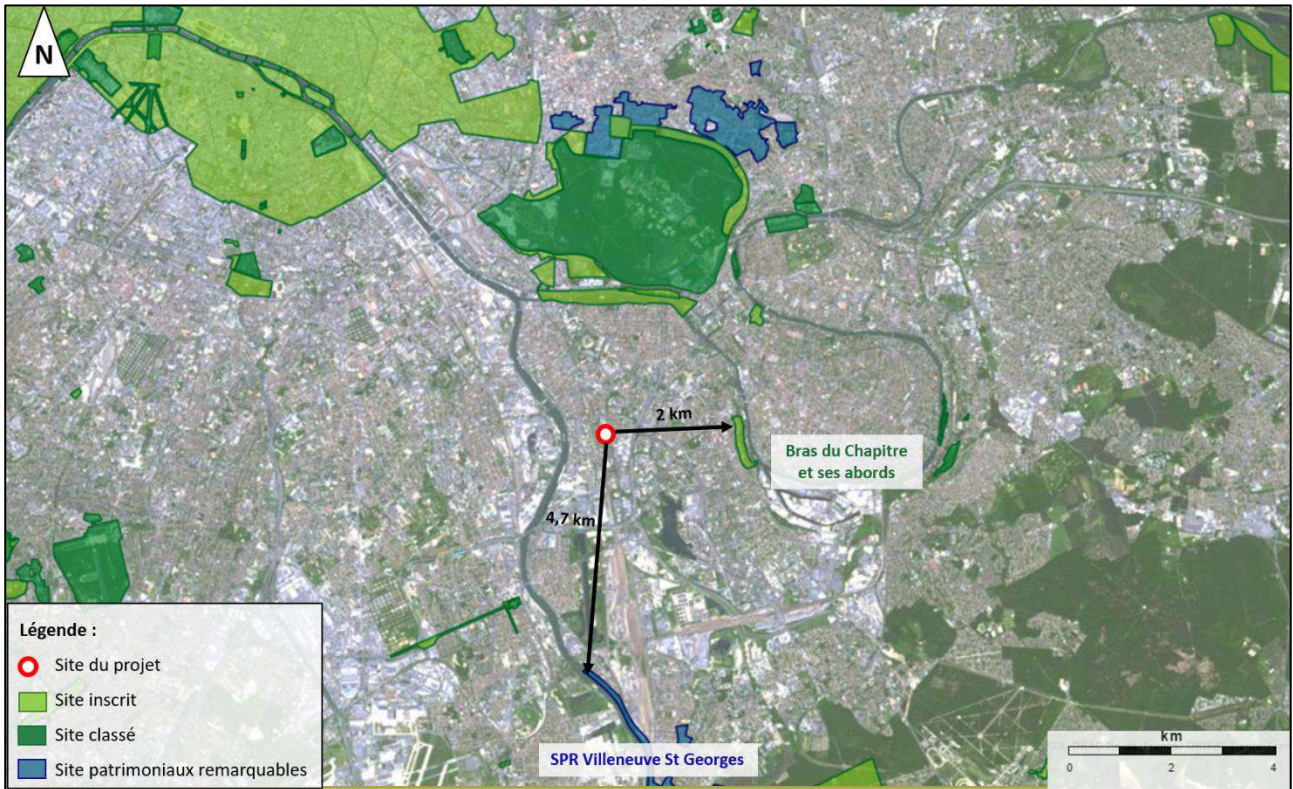 N
2 km
Bras du Chapitre
et ses abords
4,7 km
Légende :
Site du projet
Site inscrit
Site classé
Site patrimoniaux remarquables
SPR Villeneuve St Georges
km
0 2 4